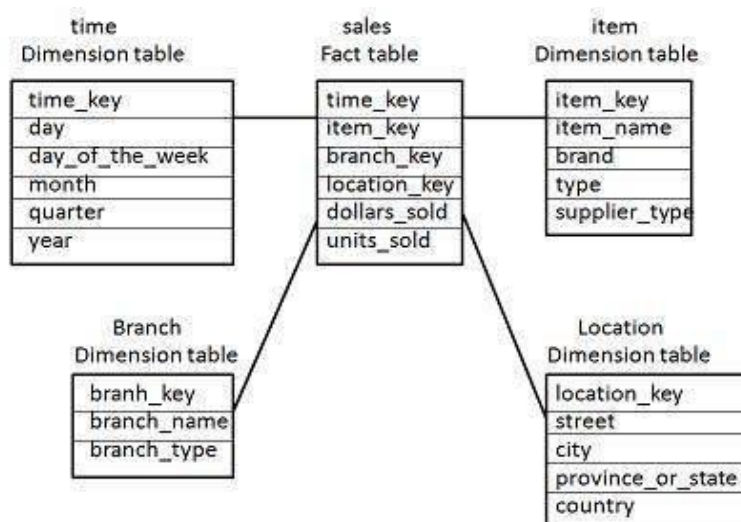 time
Dimension table
time_key
day
day_of_the_week
month
quarter
year
sales
Fact table
time_key
item_key
branch_key
location_key
dollars_sold
units_sold
item
Dimension table
item_key
item_name
brand
type
supplier_type
Branch
Dimension table
branh_key
branch_name
branch_type
Location
Dimension table
location_key
street
city
province_or_state
country